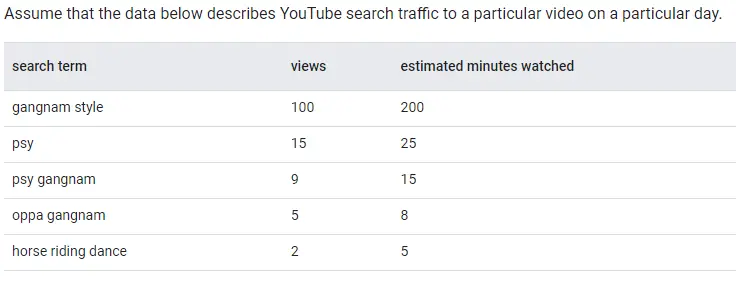 Assume that the data below describes YouTube search traffic to a particular video on a particular day.
search term views estimated minutes watched
gangnam style 100 200
psy 15 25
psy gangnam 9 15
oppa gangnam 5 8
horse riding dance 2 5